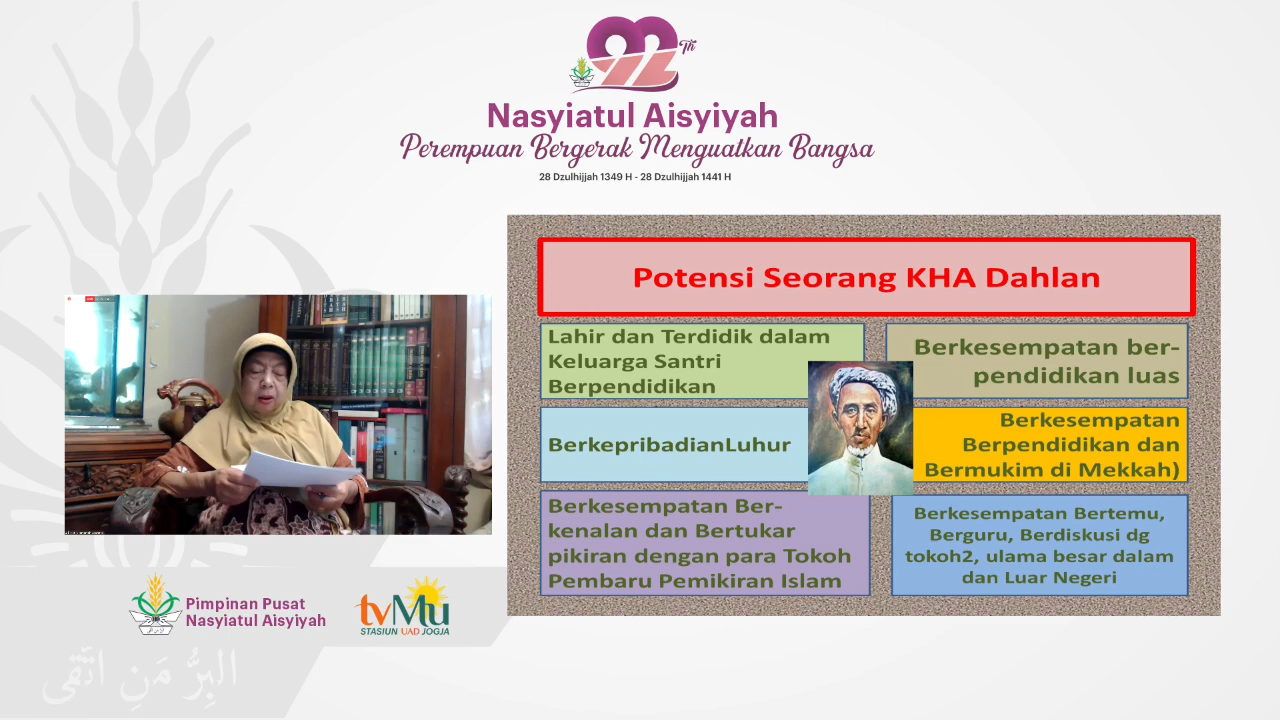 92 Th
Nasyiatul Aisyiyah
Perempuan Bergerak Menguatkan Bangsa
28 Dzulhijjah 1349 H - 28 Dzulhijjah 1441 H
Potensi Seorang KHA Dahlan
Lahir dan Terdidik dalam
Keluarga Santri
Berpendidikan
Berkesempatan ber-
pendidikan luas
BerkepribadianLuhur
Berkesempatan
Berpendidikan dan
Bermukim di Mekkah)
Berkesempatan Ber-
kenalan dan Bertukar
pikiran dengan para Tokoh
Pembaru Pemikiran Islam
Berkesempatan Bertemu,
Berguru, Berdiskusi dg
tokoh2, ulama besar dalam
dan Luar Negeri
Pimpinan Pusat
Nasyiatul Aisyiyah
tvMu
STASIUN UAD JOGJA
البِرُّ مَنِ اتَّقى